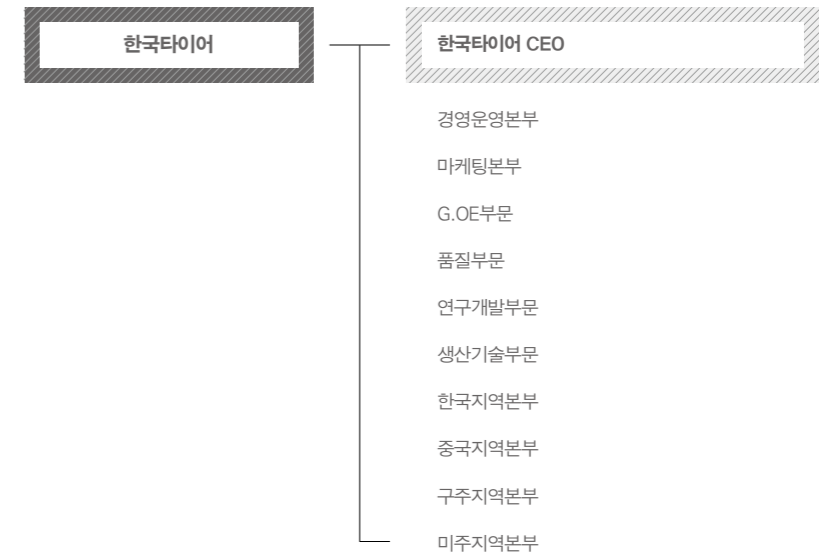 한국타이어
한국타이어 CEO
경영운영본부
마케팅본부
G.OE부문
품질부문
연구개발부문
생산기술부문
한국지역본부
중국지역본부
구주지역본부
미주지역본부